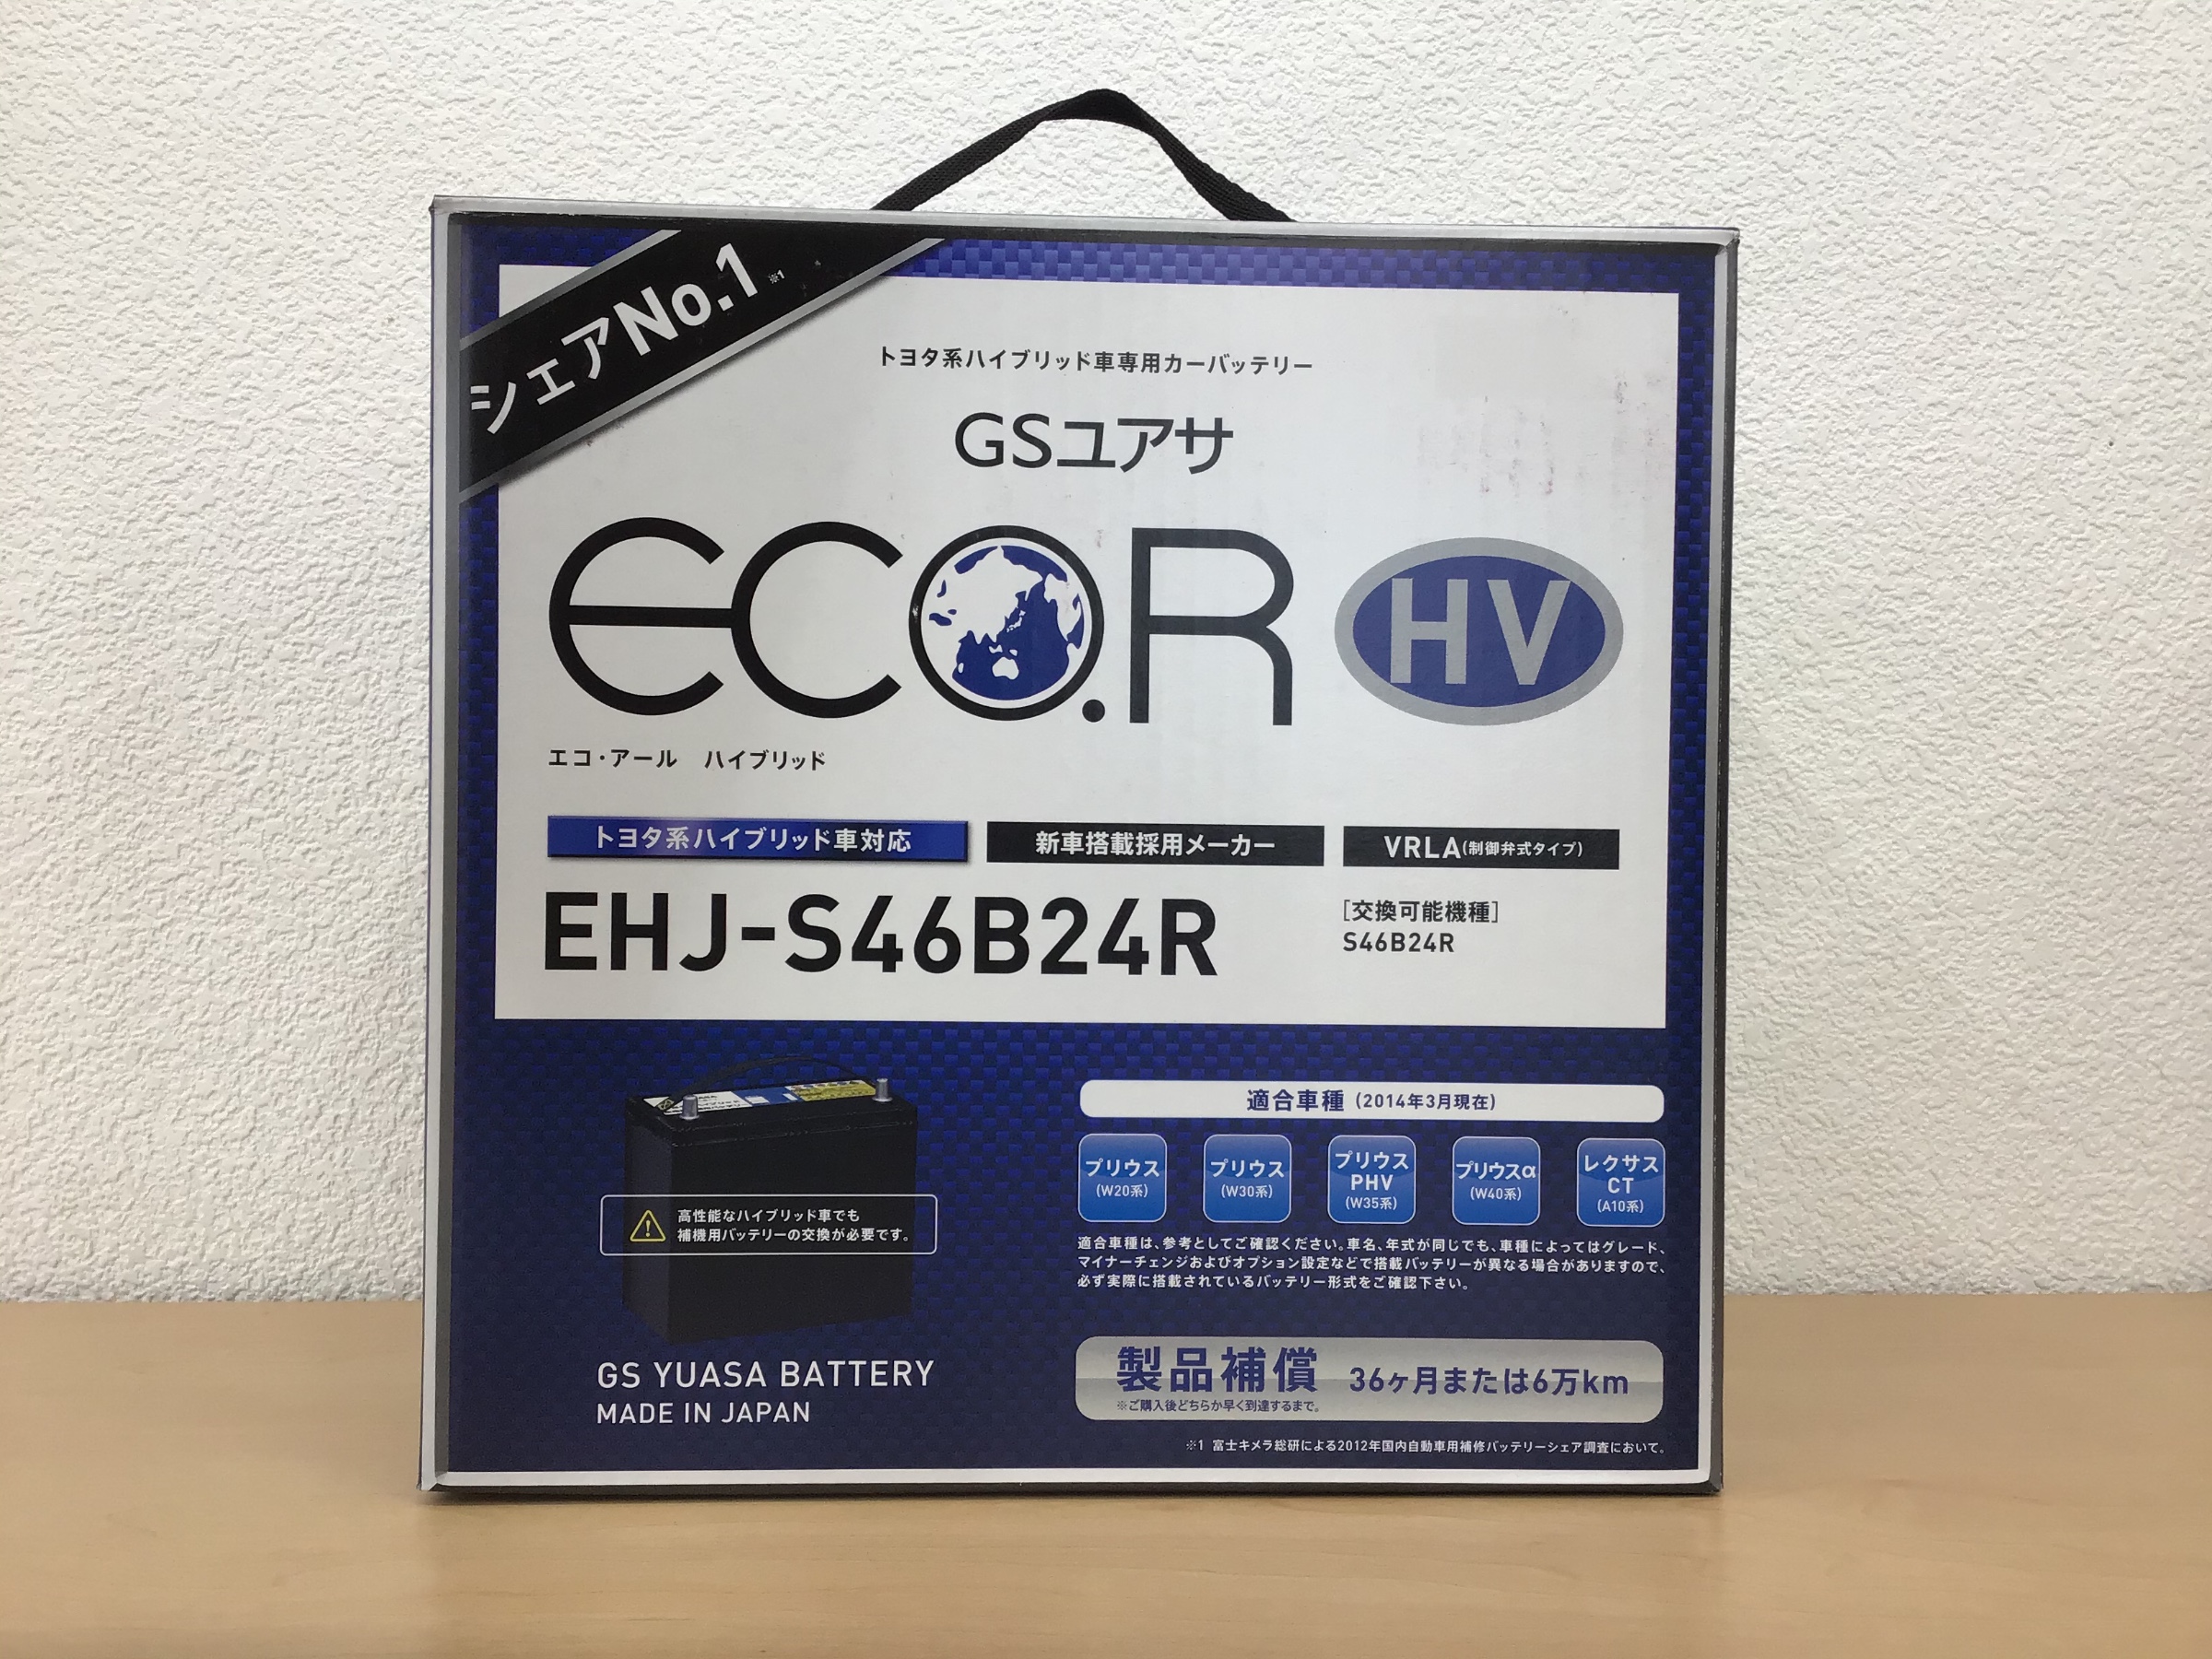 シェアNo.1 ※1
トヨタ系ハイブリッド車専用カーバッテリー
GSユアサ
ECO.R HV
エコ・アール ハイブリッド
トヨタ系ハイブリッド車対応
新車搭載採用メーカー
VRLA(制御弁式タイプ)
EHJ-S46B24R
[交換可能機種]
S46B24R
適合車種 (2014年3月現在)
プリウス
(W20系)
プリウス
(W30系)
プリウス
PHV
(W35系)
プリウスα
(W40系)
レクサス
CT
(A10系)
高性能なハイブリッド車でも
補機用バッテリーの交換が必要です。
適合車種は、参考としてご確認ください。車名、年式が同じでも、車種によってはグレード、
マイナーチェンジおよびオプション設定などで搭載バッテリーが異なる場合がありますので、
必ず実際に搭載されているバッテリー形式をご確認下さい。
GS YUASA BATTERY
MADE IN JAPAN
製品補償 36ヶ月または6万km
※ご購入後どちらか早く到達するまで。
※1 富士キメラ総研による2012年国内自動車用補修バッテリーシェア調査において。